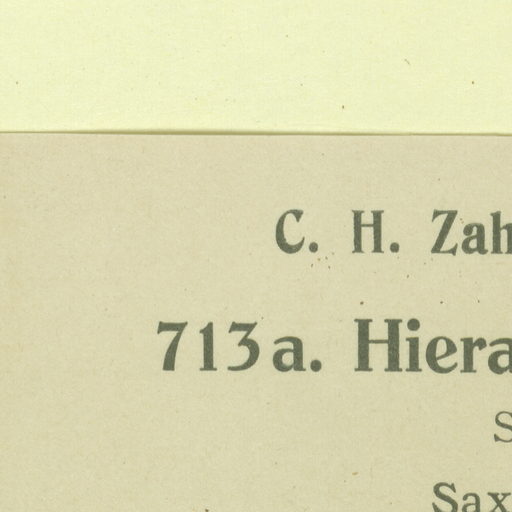 C. H. Zah
713a. Hiera
S
Sax